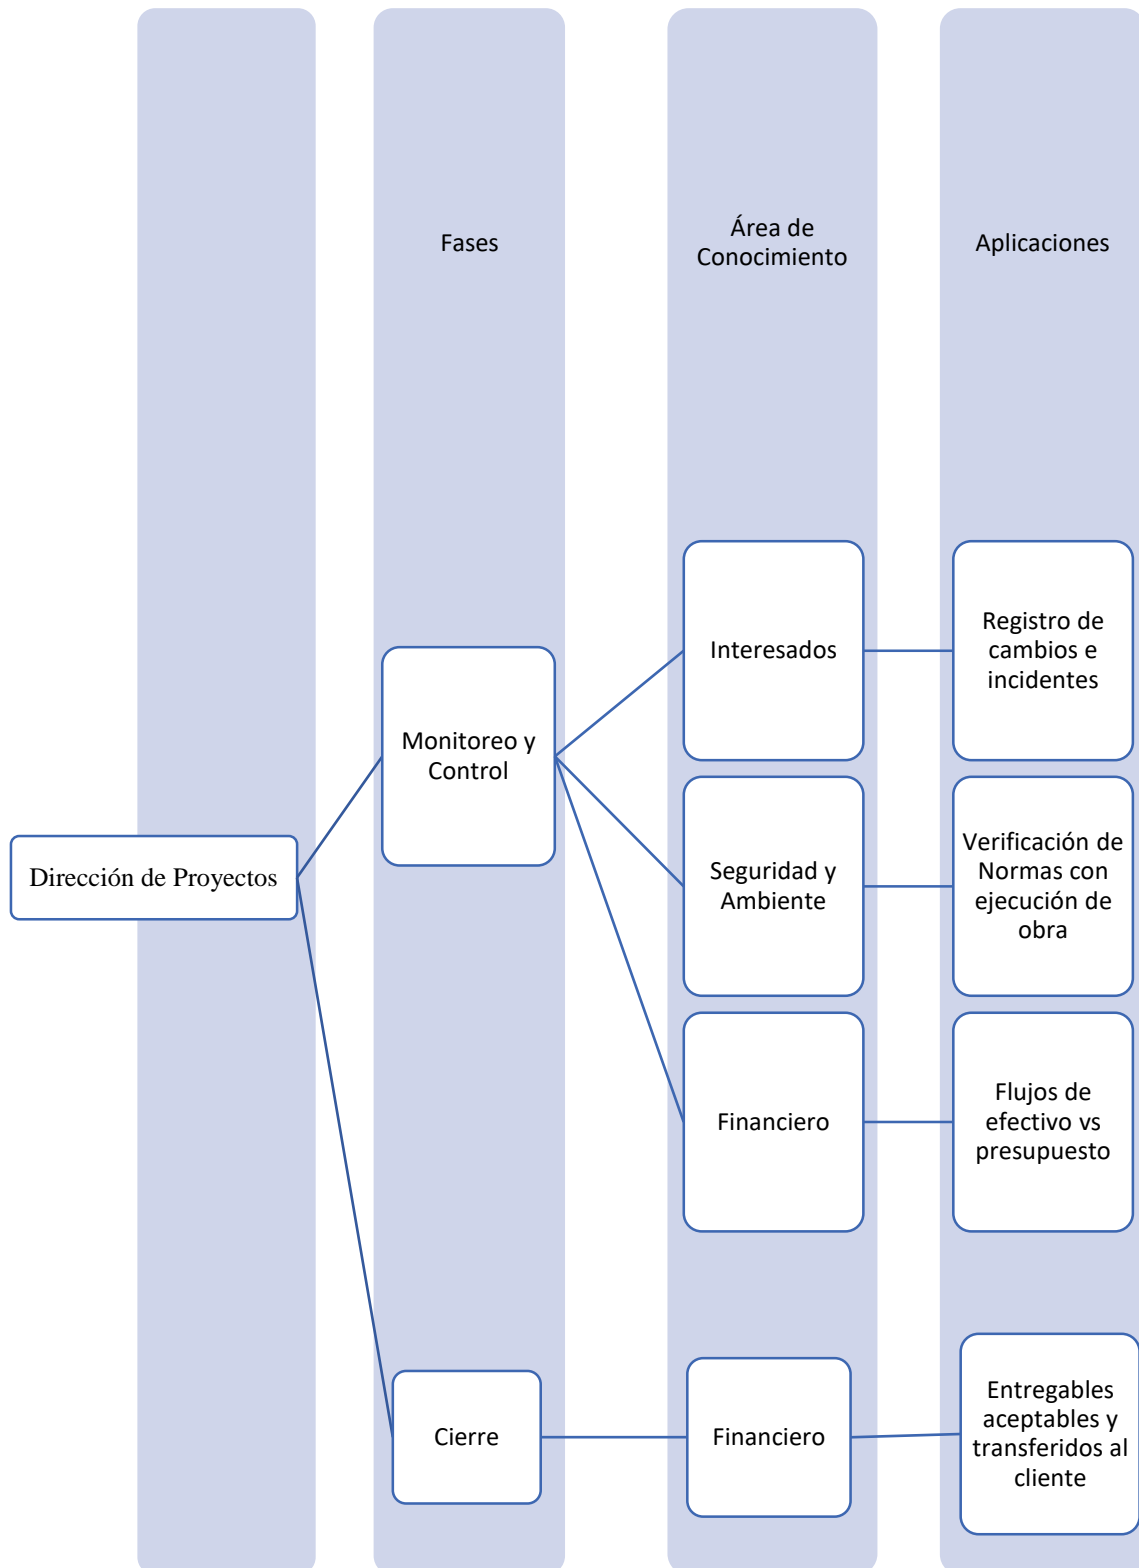 Fases
Área de
Conocimiento
Aplicaciones
Dirección de Proyectos
Monitoreo y
Control
Interesados
Registro de
cambios e
incidentes
Seguridad y
Ambiente
Verificación de
Normas con
ejecución de
obra
Financiero
Flujos de
efectivo vs
presupuesto
Cierre
Financiero
Entregables
aceptables y
transferidos al
cliente